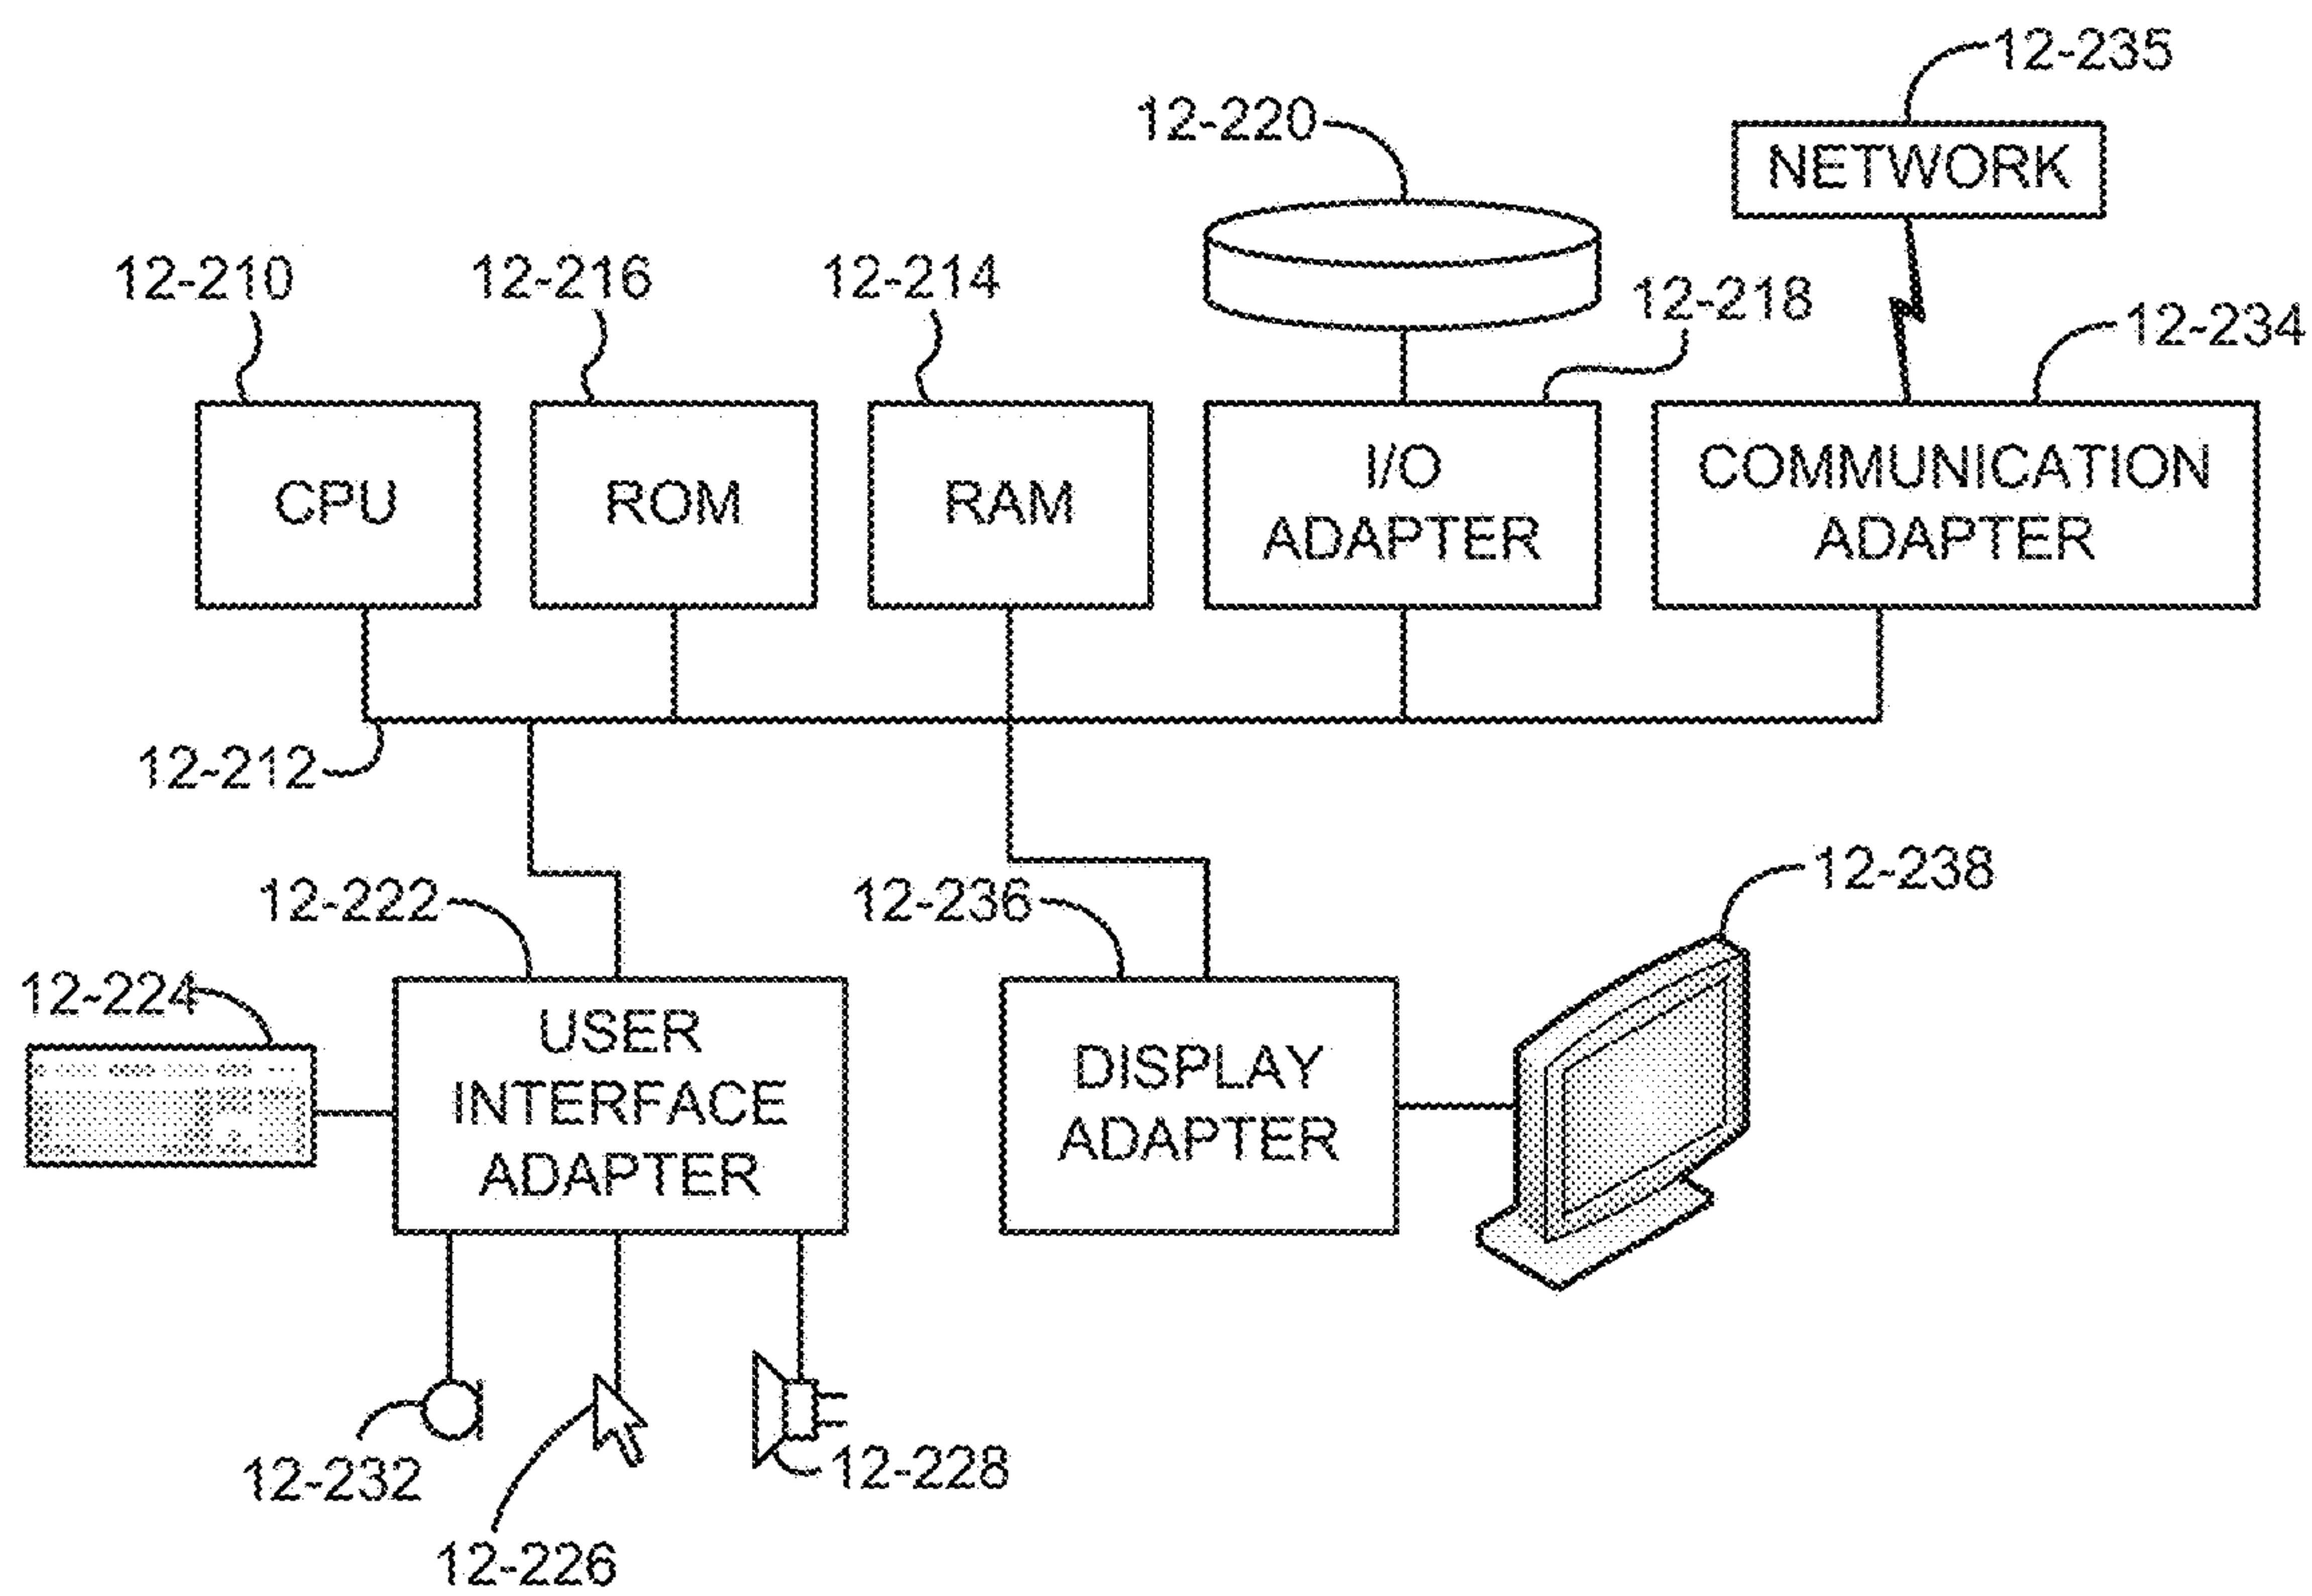 12-235
12-220
NETWORK
12-210
12-216
12-214
12-218
12-234
CPU
ROM
RAM
I/O
ADAPTER
COMMUNICATION
ADAPTER
12-212
12-222
12-236
12-238
12-224
USER
INTERFACE
ADAPTER
DISPLAY
ADAPTER
12-232
12-228
12-226